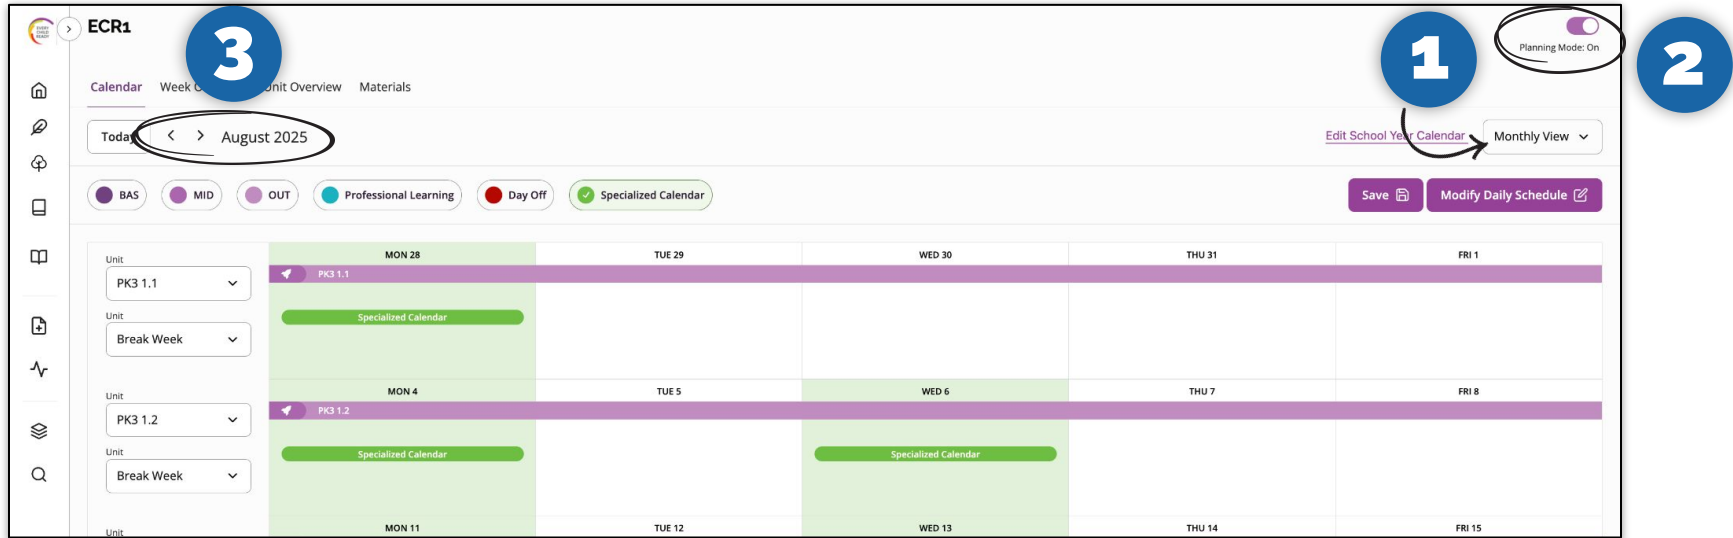 EVERY CHILD READY
ECR1
3
1
Planning Mode: On
2
Calendar Week Unit Overview Materials
Today August 2025
Edit School Year Calendar Monthly View
BAS MID OUT Professional Learning Day Off Specialized Calendar
Save Modify Daily Schedule
Unit MON 28 TUE 29 WED 30 THU 31 FRI 1
PK3 1.1
PK3 1.1
Unit
Specialized Calendar
Break Week
Unit MON 4 TUE 5 WED 6 THU 7 FRI 8
PK3 1.2
PK3 1.2
Unit
Specialized Calendar Specialized Calendar
Break Week
Unit MON 11 TUE 12 WED 13 THU 14 FRI 15